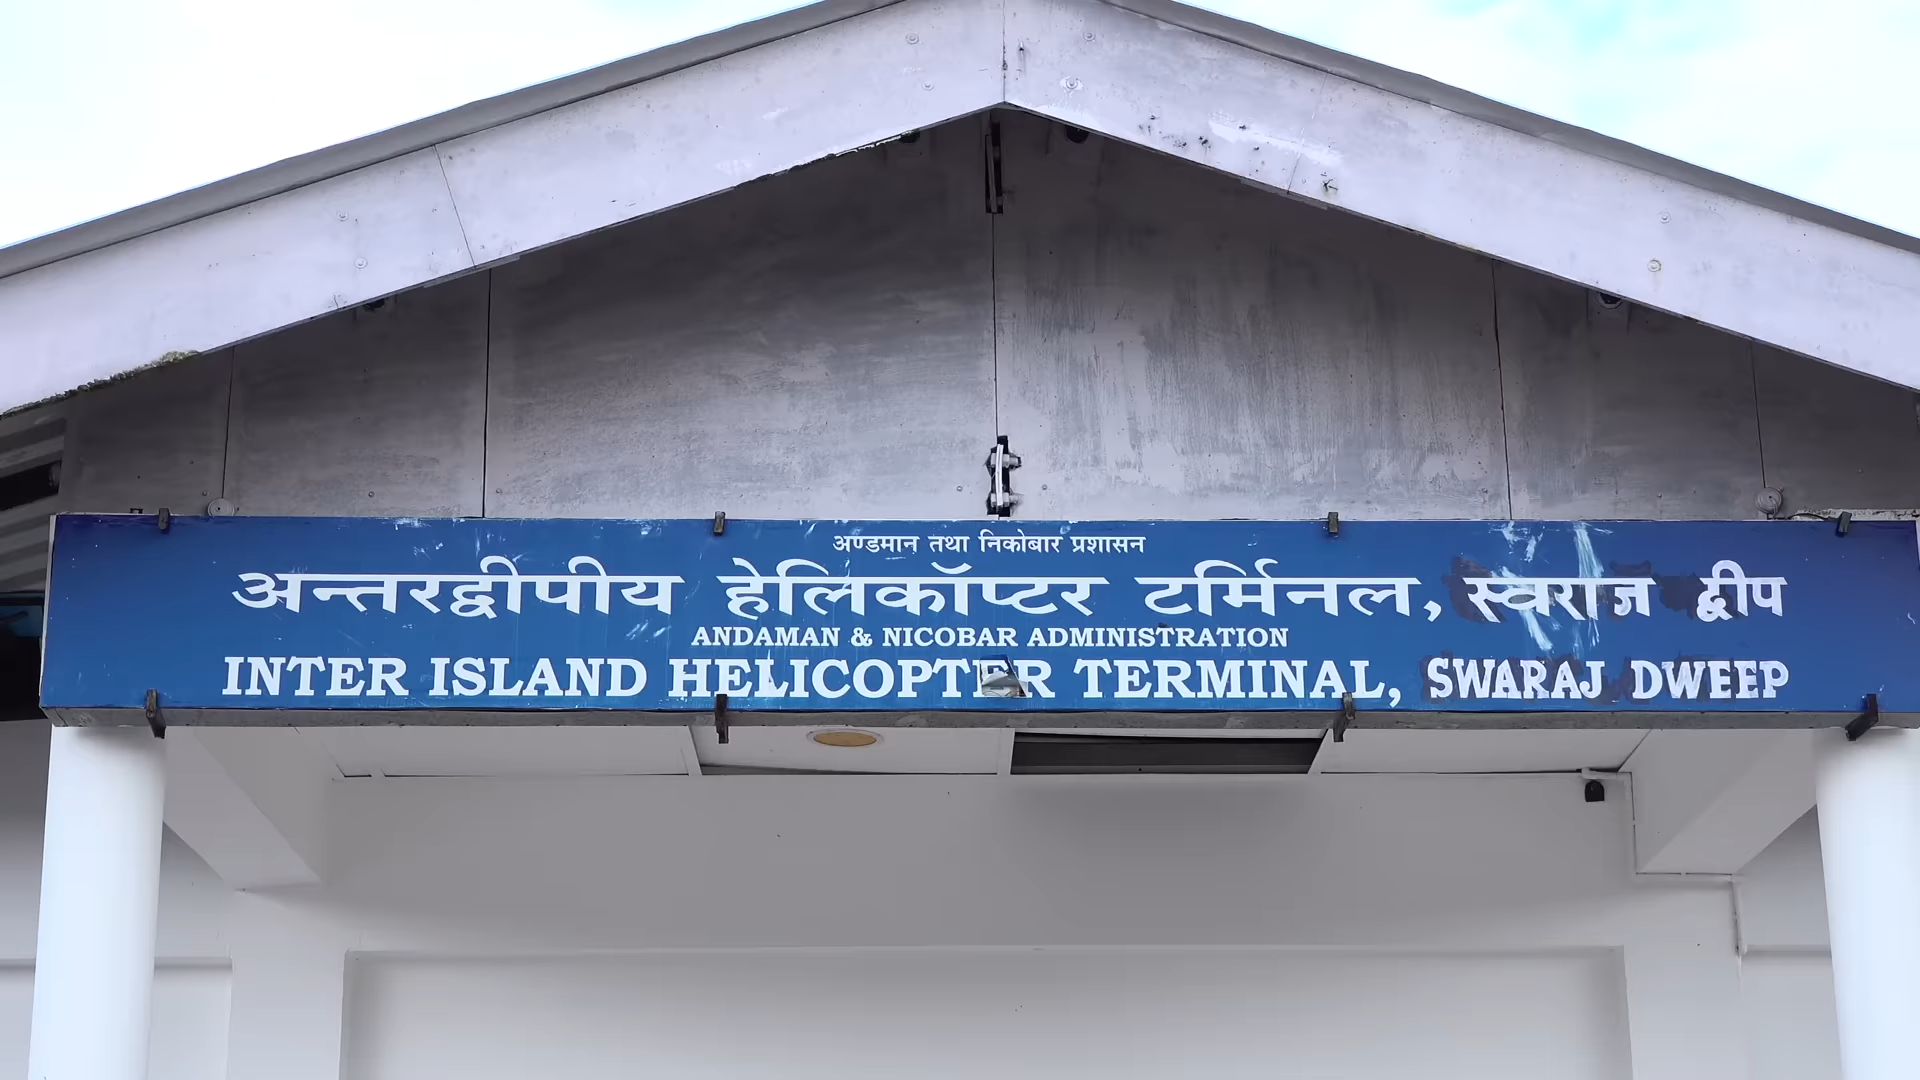 अण्डमान तथा निकोबार प्रशासन
अन्तरद्वीपीय हेलिकॉप्टर टर्मिनल, स्वराज द्वीप
ANDAMAN & NICOBAR ADMINISTRATION
INTER ISLAND HELICOPTER TERMINAL, SWARAJ DWEEP